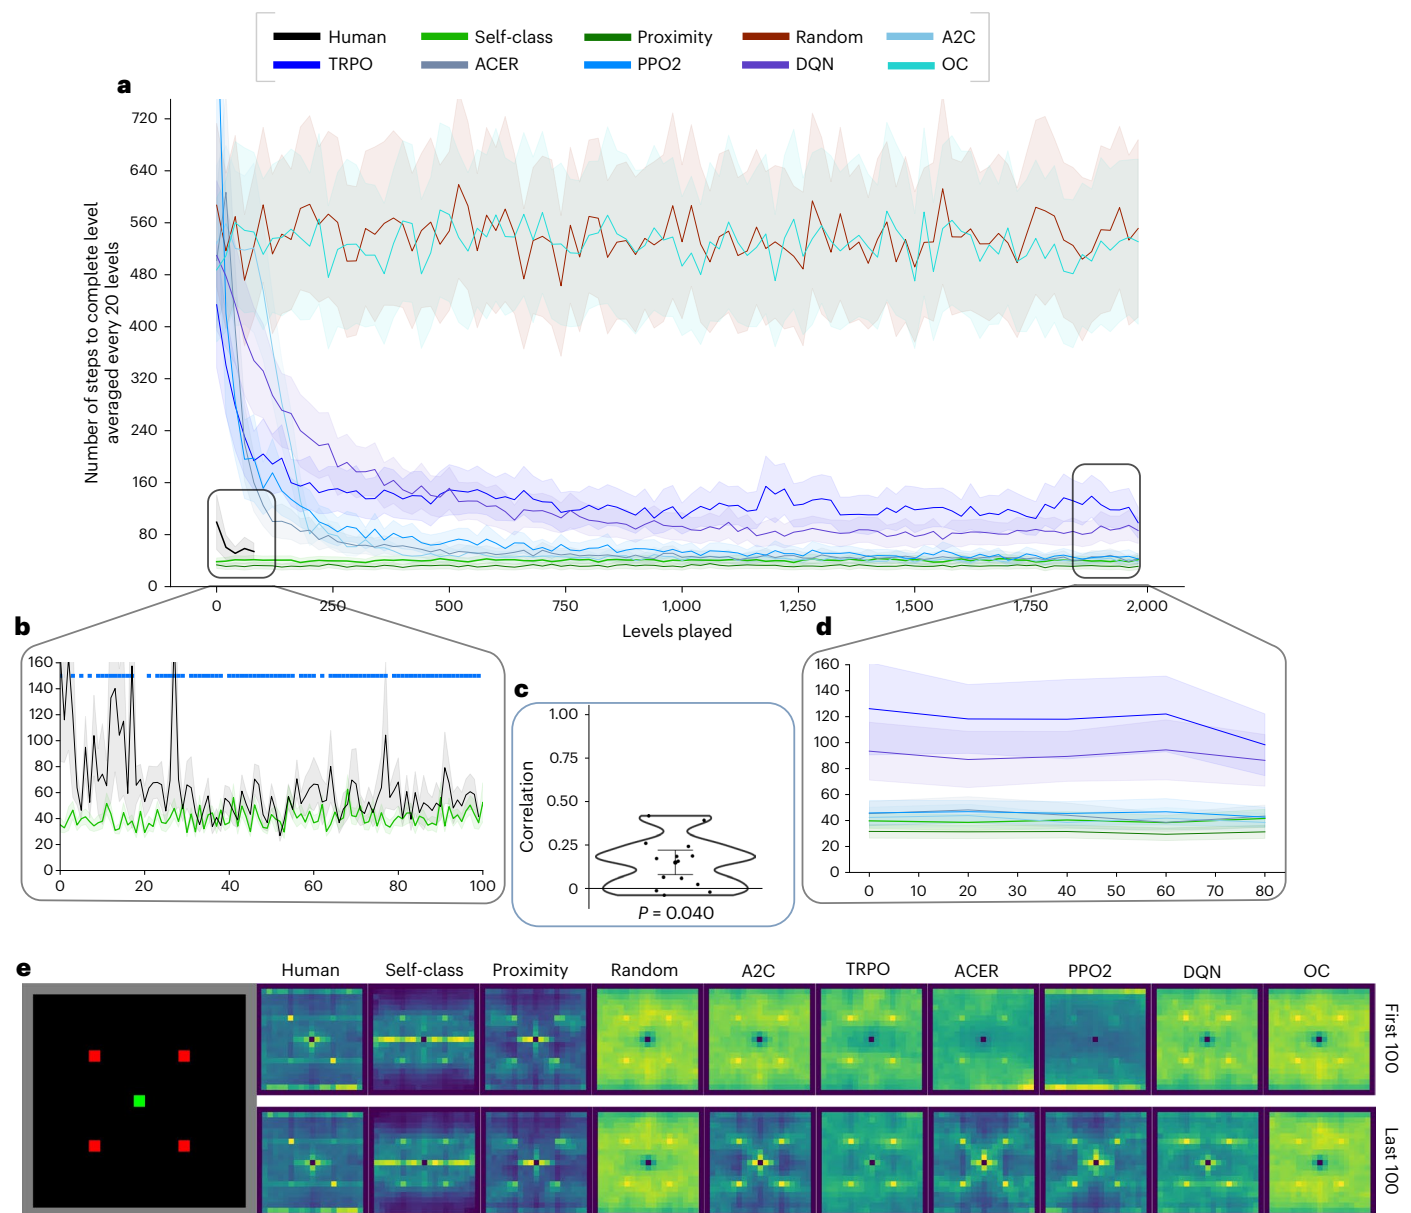 Human Self-class Proximity Random A2C
TRPO ACER PPO2 DQN OC
a
Number of steps to complete level
averaged every 20 levels
720
640
560
480
400
320
240
160
80
0
0 250 500 750 1,000 1,250 1,500 1,750 2,000
Levels played
b
160
140
120
100
80
60
40
20
0
0 20 40 60 80 100
c
Correlation
1.00
0.75
0.50
0.25
0
P = 0.040
d
160
140
120
100
80
60
40
20
0
0 10 20 30 40 50 60 70 80
e
Human Self-class Proximity Random A2C TRPO ACER PPO2 DQN OC
First 100
Last 100